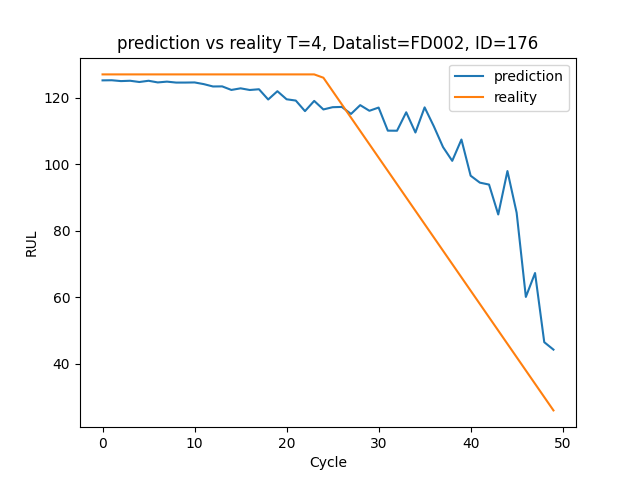 prediction vs reality T=4, Datalist=FD002, ID=176
prediction
reality
120
100
80
60
40
RUL
0 10 20 30 40 50
Cycle